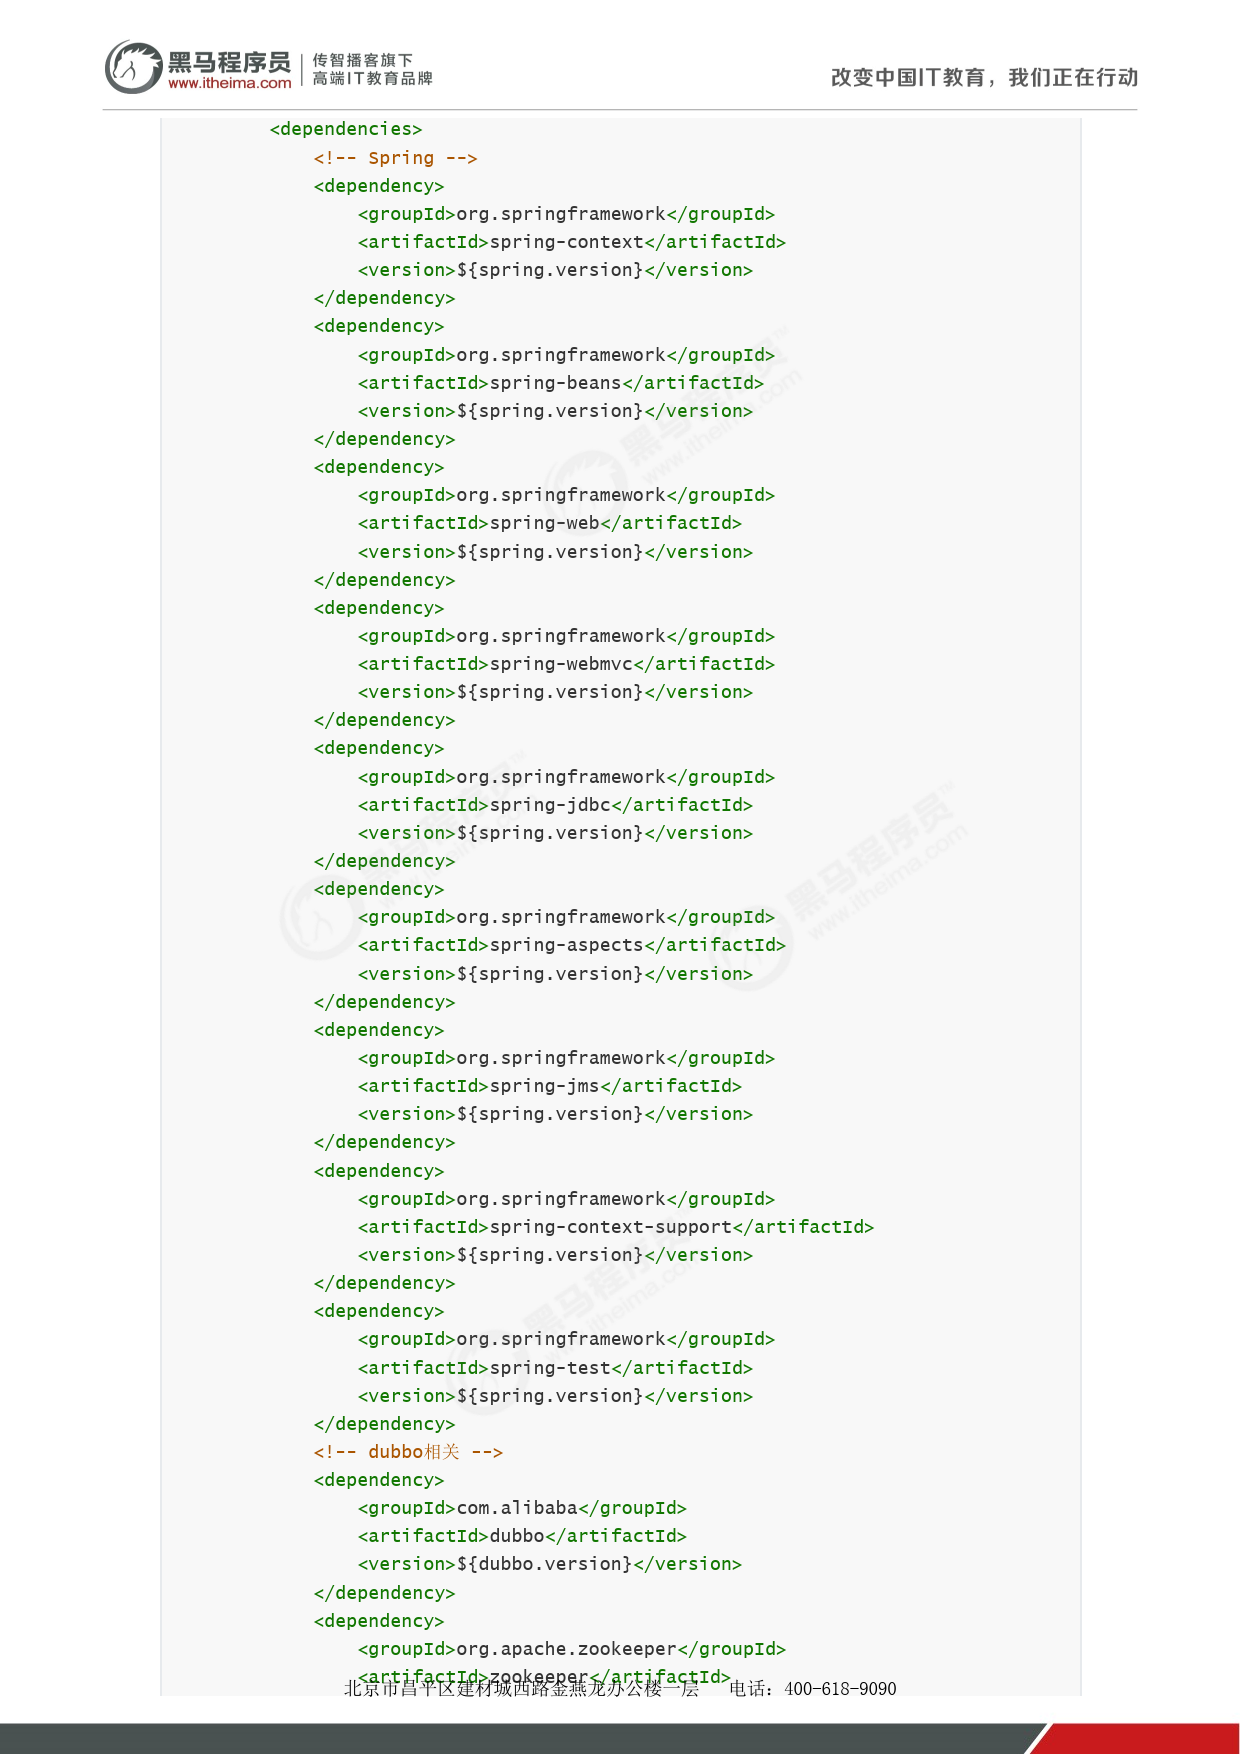 黑马程序员 传智播客旗下
www.itheima.com 高端IT教育品牌
改变中国IT教育，我们正在行动
<dependencies>
<!-- Spring -->
<dependency>
<groupId>org.springframework</groupId>
<artifactId>spring-context</artifactId>
<version>${spring.version}</version>
</dependency>
<dependency>
<groupId>org.springframework</groupId>
<artifactId>spring-beans</artifactId>
<version>${spring.version}</version>
</dependency>
<dependency>
<groupId>org.springframework</groupId>
<artifactId>spring-web</artifactId>
<version>${spring.version}</version>
</dependency>
<dependency>
<groupId>org.springframework</groupId>
<artifactId>spring-webmvc</artifactId>
<version>${spring.version}</version>
</dependency>
<dependency>
<groupId>org.springframework</groupId>
<artifactId>spring-jdbc</artifactId>
<version>${spring.version}</version>
</dependency>
<dependency>
<groupId>org.springframework</groupId>
<artifactId>spring-aspects</artifactId>
<version>${spring.version}</version>
</dependency>
<dependency>
<groupId>org.springframework</groupId>
<artifactId>spring-jms</artifactId>
<version>${spring.version}</version>
</dependency>
<dependency>
<groupId>org.springframework</groupId>
<artifactId>spring-context-support</artifactId>
<version>${spring.version}</version>
</dependency>
<dependency>
<groupId>org.springframework</groupId>
<artifactId>spring-test</artifactId>
<version>${spring.version}</version>
</dependency>
<!-- dubbo相关 -->
<dependency>
<groupId>com.alibaba</groupId>
<artifactId>dubbo</artifactId>
<version>${dubbo.version}</version>
</dependency>
<dependency>
<groupId>org.apache.zookeeper</groupId>
<artifactId>zookeeper</artifactId>
北京市昌平区建材城西路金燕龙办公楼一层 电话：400-618-9090